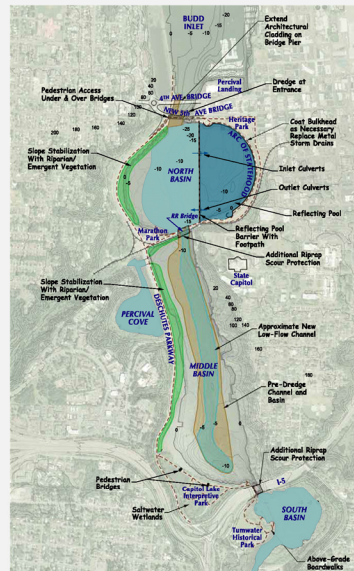 BUDD
INLET
Extend
Architectural
Cladding on
Bridge Pier
Percival
Landing
Pedestrian Access
Under & Over Bridges
4TH AVE BRIDGE
NEW 5th AVE BRIDGE
Dredge at
Entrance
Heritage
Park
Coat Bulkhead
as Necessary
Replace Metal
Storm Drains
ARC OF STATEHOOD
Slope Stabilization
With Riparian/
Emergent Vegetation
NORTH
BASIN
Inlet Culverts
Outlet Culverts
Reflecting Pool
RR Bridge
Marathon
Park
Reflecting Pool
Barrier With
Footpath
Additional Riprap
Scour Protection
State
Capitol
Slope Stabilization
With Riparian/
Emergent Vegetation
PERCIVAL
COVE
DESCHUTES PARKWAY
Approximate New
Low-Flow Channel
MIDDLE
BASIN
Pre-Dredge
Channel and
Basin
Additional Riprap
Scour Protection
Pedestrian
Bridges
Capitol Lake
Interpretive
Park
I-5
Saltwater
Wetlands
SOUTH
BASIN
Tumwater
Historical
Park
Above-Grade
Boardwalks